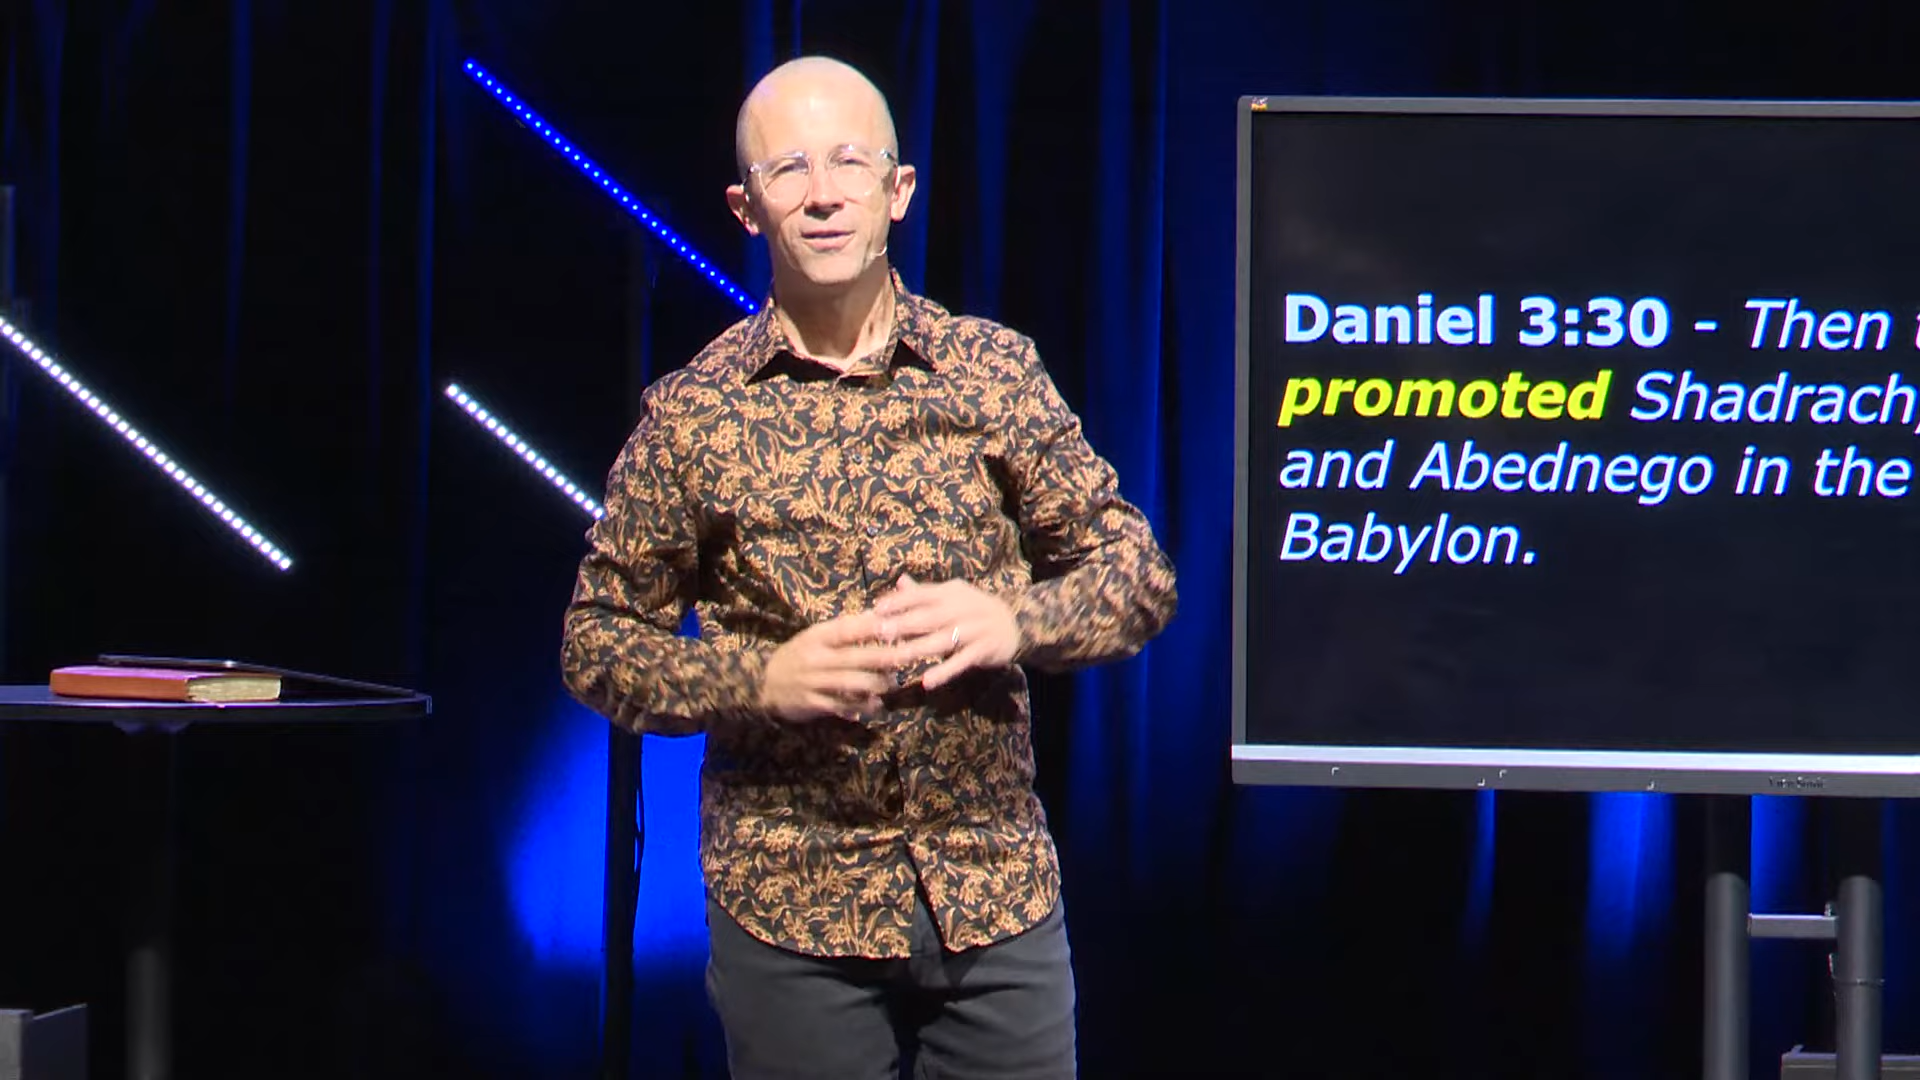 Daniel 3:30 - Then
promoted Shadrach,
and Abednego in the
Babylon.